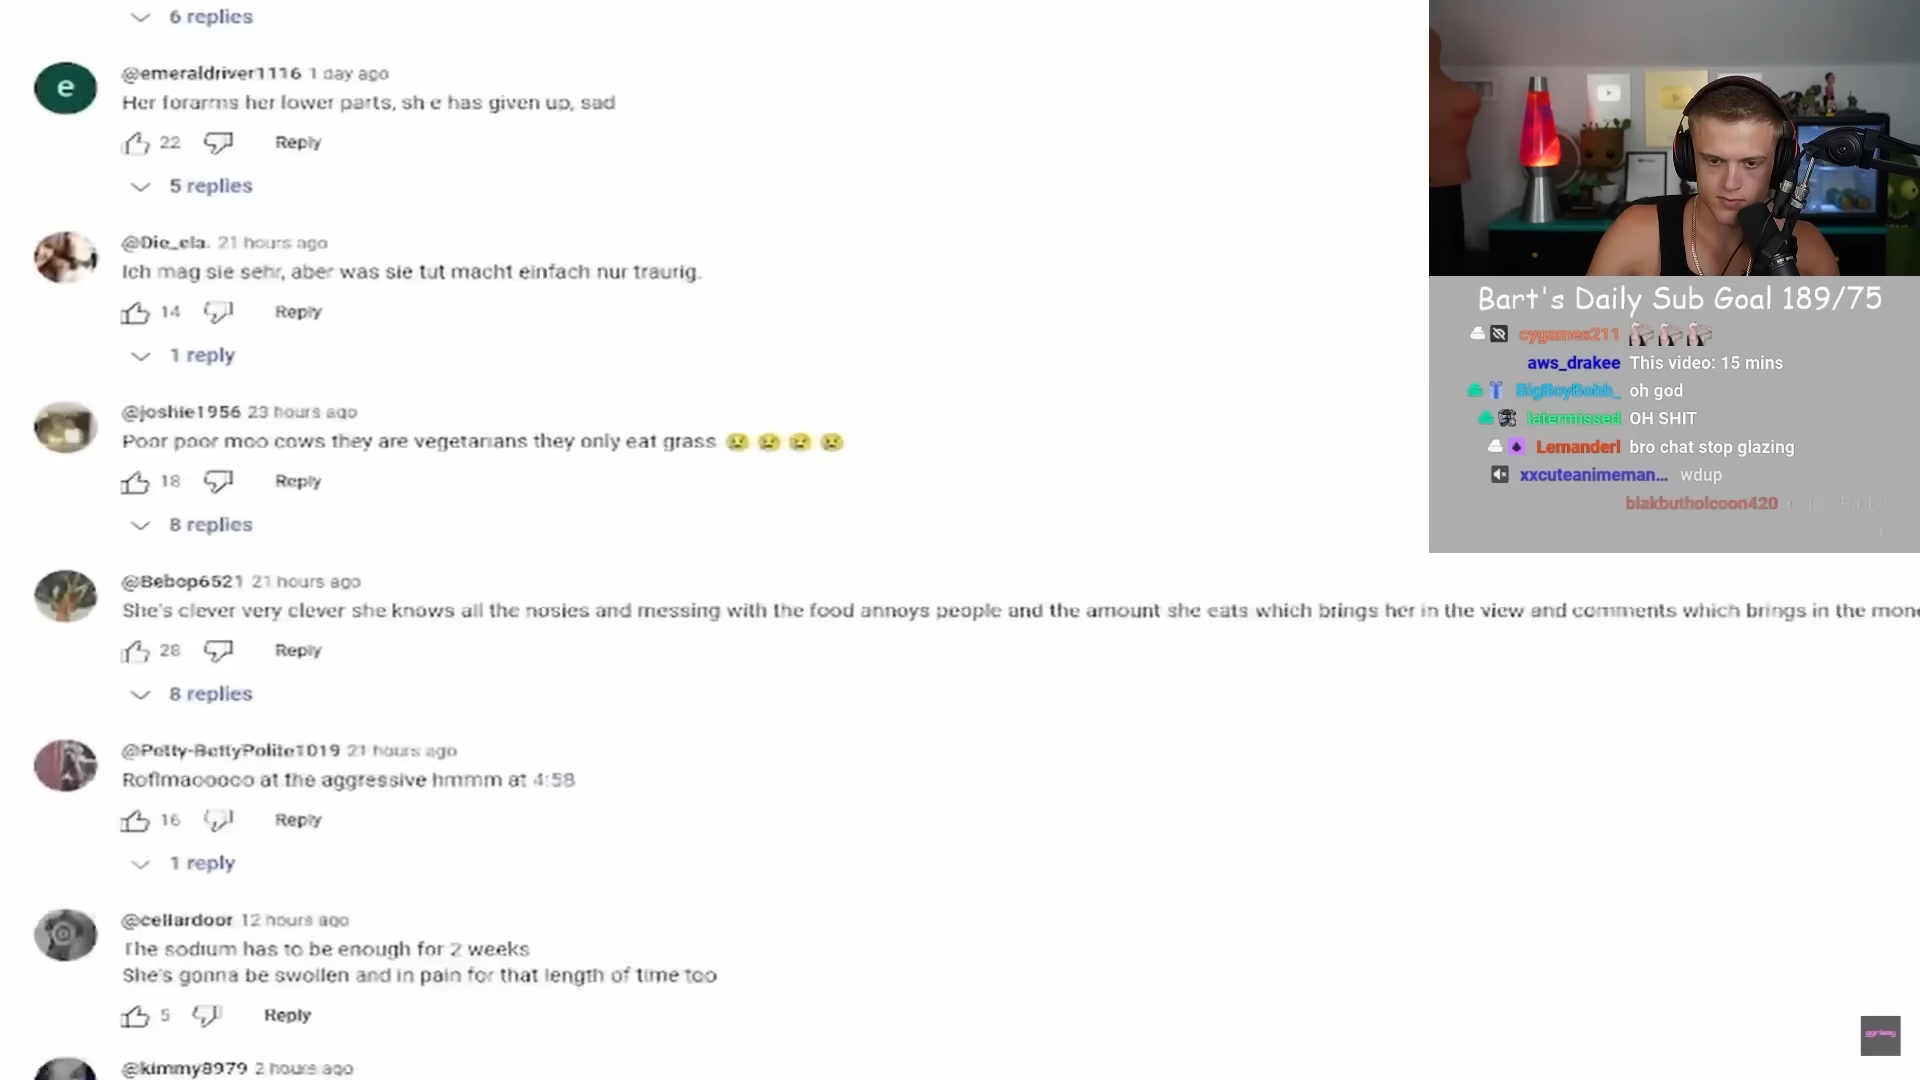 6 replies
@emeraldriver1116 1 day ago
Her forarms her lower parts, sh e has given up, sad
22 Reply
5 replies
@Die_ela. 21 hours ago
Ich mag sie sehr, aber was sie tut macht einfach nur traurig.
14 Reply
1 reply
@joshie1956 23 hours ago
Poor poor moo cows they are vegetarians they only eat grass 😢 😢 😢 😢
18 Reply
8 replies
@Bebop6521 21 hours ago
She's clever very clever she knows all the nosies and messing with the food annoys people and the amount she eats which brings her in the view and comments which brings in the mone
28 Reply
8 replies
@Petty-BettyPolite1019 21 hours ago
Roflmaooooo at the aggressive hmmm at 4:58
16 Reply
1 reply
@cellardoor 12 hours ago
The sodium has to be enough for 2 weeks
She's gonna be swollen and in pain for that length of time too
5 Reply
@kimmy8979 2 hours ago
e
Bart's Daily Sub Goal 189/75
cygames211
aws_drakee This video: 15 mins
BigBoyBobb_ oh god
latermissed OH SHIT
Lemanderl bro chat stop glazing
xxcuteanimeman... wdup
blakbutholcoon420